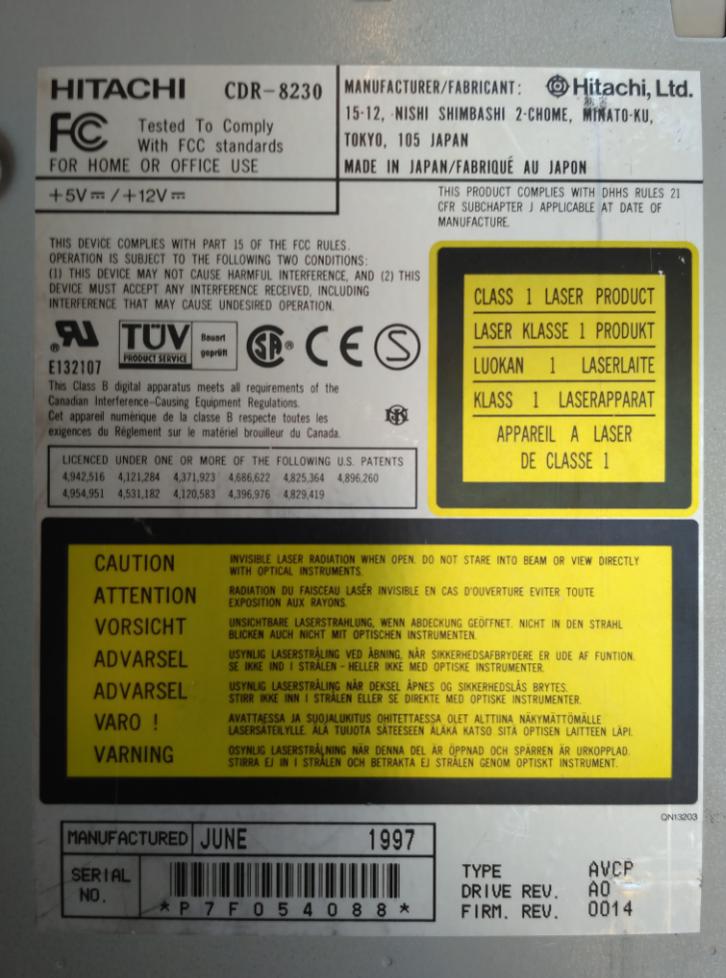 HITACHI CDR-8230
FC
Tested To Comply
With FCC standards
FOR HOME OR OFFICE USE
MANUFACTURER/FABRICANT: Hitachi, Ltd.
15-12, NISHI SHIMBASHI 2-CHOME, MINATO-KU,
TOKYO, 105 JAPAN
MADE IN JAPAN/FABRIQUÉ AU JAPON
+5V⎓/+12V⎓
THIS PRODUCT COMPLIES WITH DHHS RULES 21
CFR SUBCHAPTER J APPLICABLE AT DATE OF
MANUFACTURE.
THIS DEVICE COMPLIES WITH PART 15 OF THE FCC RULES.
OPERATION IS SUBJECT TO THE FOLLOWING TWO CONDITIONS:
(1) THIS DEVICE MAY NOT CAUSE HARMFUL INTERFERENCE, AND (2) THIS
DEVICE MUST ACCEPT ANY INTERFERENCE RECEIVED, INCLUDING
INTERFERENCE THAT MAY CAUSE UNDESIRED OPERATION.
CLASS 1 LASER PRODUCT
LASER KLASSE 1 PRODUKT
LUOKAN 1 LASERLAITE
KLASS 1 LASERAPPARAT
APPAREIL A LASER
DE CLASSE 1
RU® TÜV Bauart SA® CE S
PRODUCT SERVICE geprüft
E132107
This Class B digital apparatus meets all requirements of the
Canadian Interference-Causing Equipment Regulations.
Cet appareil numérique de la classe B respecte toutes les
exigences du Règlement sur le matériel brouilleur du Canada.
LICENCED UNDER ONE OR MORE OF THE FOLLOWING U.S. PATENTS
4,942,516 4,121,284 4,371,923 4,686,622 4,825,364 4,896,260
4,954,951 4,531,182 4,120,583 4,396,976 4,829,419
CAUTION INVISIBLE LASER RADIATION WHEN OPEN. DO NOT STARE INTO BEAM OR VIEW DIRECTLY
WITH OPTICAL INSTRUMENTS.
ATTENTION RADIATION DU FAISCEAU LASÉR INVISIBLE EN CAS D'OUVERTURE EVITER TOUTE
EXPOSITION AUX RAYONS.
VORSICHT UNSICHTBARE LASERSTRAHLUNG, WENN ABDECKUNG GEÖFFNET. NICHT IN DEN STRAHL
BLICKEN AUCH NICHT MIT OPTISCHEN INSTRUMENTEN.
ADVARSEL USYNLIG LASERSTRÅLING VED ÅBNING, NÅR SIKKERHEDSAFBRYDERE ER UDE AF FUNTION.
SE IKKE IND I STRÅLEN - HELLER IKKE MED OPTISKE INSTRUMENTER.
ADVARSEL USYNLIG LASERSTRÅLING NÅR DEKSEL ÅPNES OG SIKKERHEDSLÅS BRYTES.
STIRR IKKE INN I STRÅLEN ELLER SE DIREKTE MED OPTISKE INSTRUMENTER.
VARO ! AVATTAESSA JA SUOJALUKITUS OHITETTAESSA OLET ALTTIINA NÄKYMÄTTÖMÄLLE
LASERSÄTEILYLLE. ÄLÄ TUIJOTA SÄTEESEEN ÄLÄKÄ KATSO SITÄ OPTISEN LAITTEEN LÄPI.
VARNING OSYNLIG LASERSTRÅLNING NÄR DENNA DEL ÄR ÖPPNAD OCH SPÄRREN ÄR URKOPPLAD.
STIRRA EJ IN I STRÅLEN OCH BETRAKTA EJ STRÅLEN GENOM OPTISKT INSTRUMENT.
QN13203
MANUFACTURED JUNE 1997
SERIAL
NO.
*P7F054088*
TYPE AVCP
DRIVE REV. A0
FIRM. REV. 0014